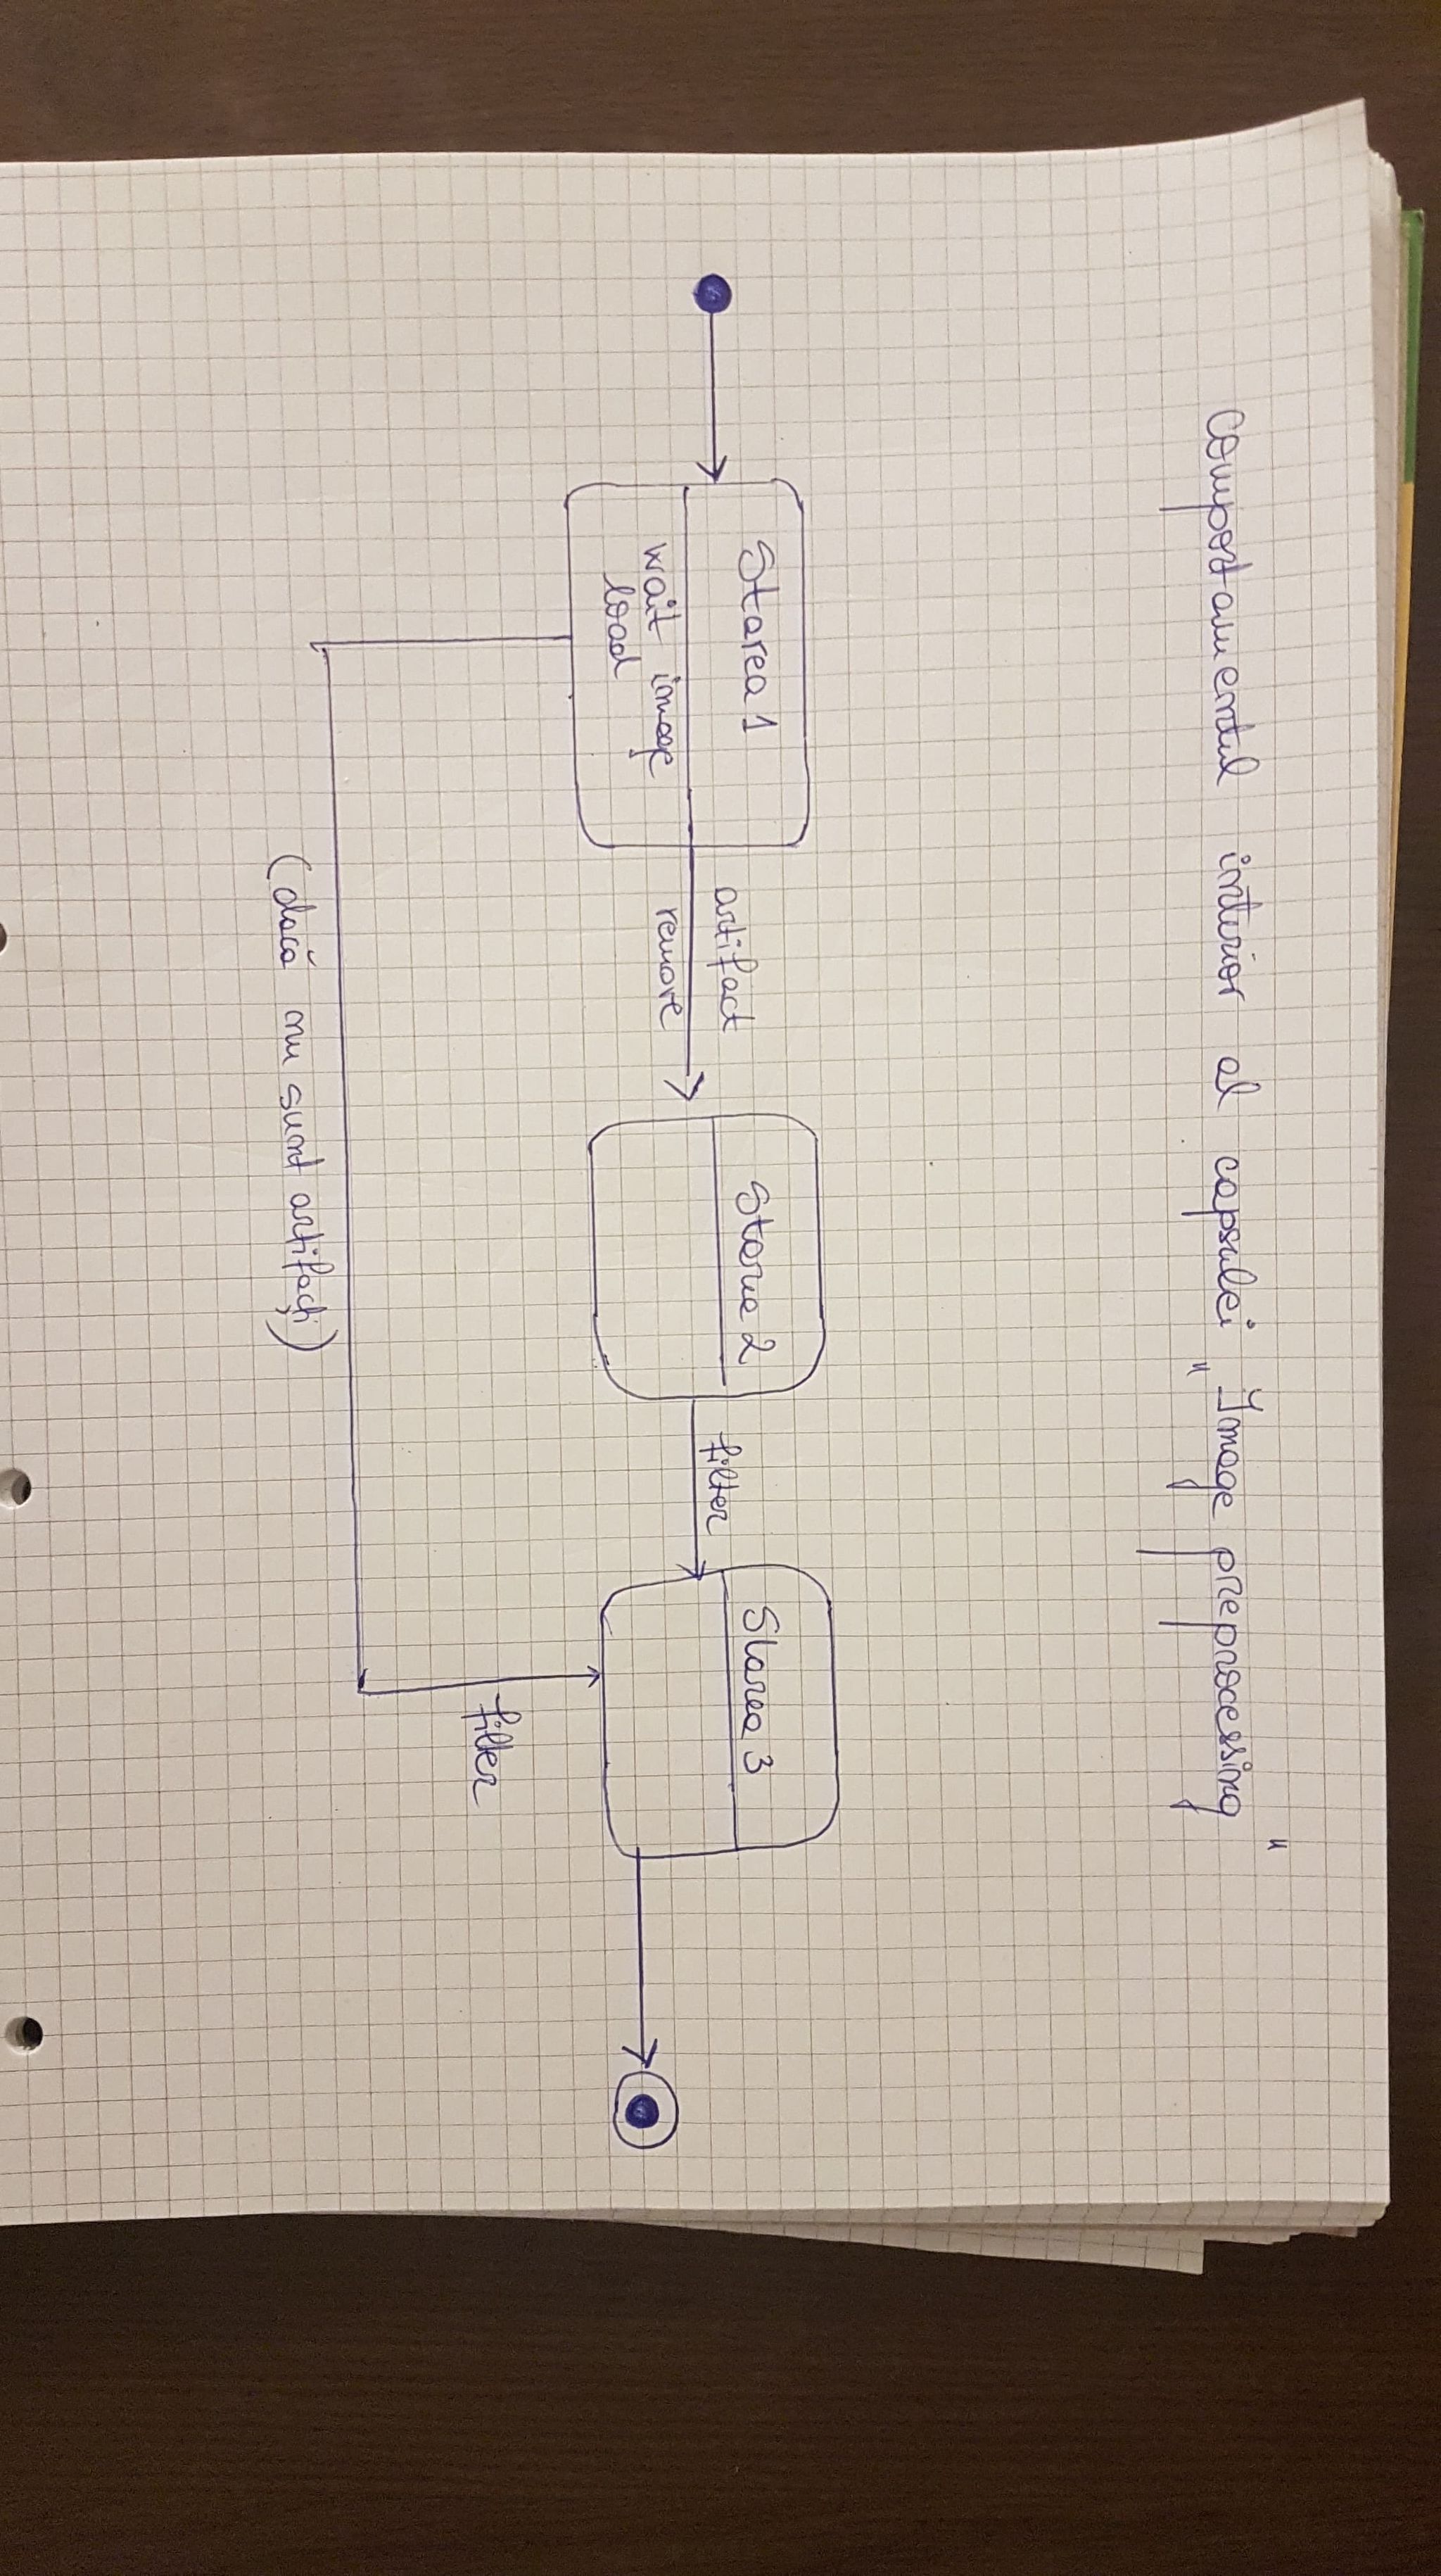 Comportamentul interior al capsulei "Image preprocessing"
Starea 1
wait image
load
artifact
remove
Starea 2
filter
Starea 3
filter
(dacă nu sunt artifacți)